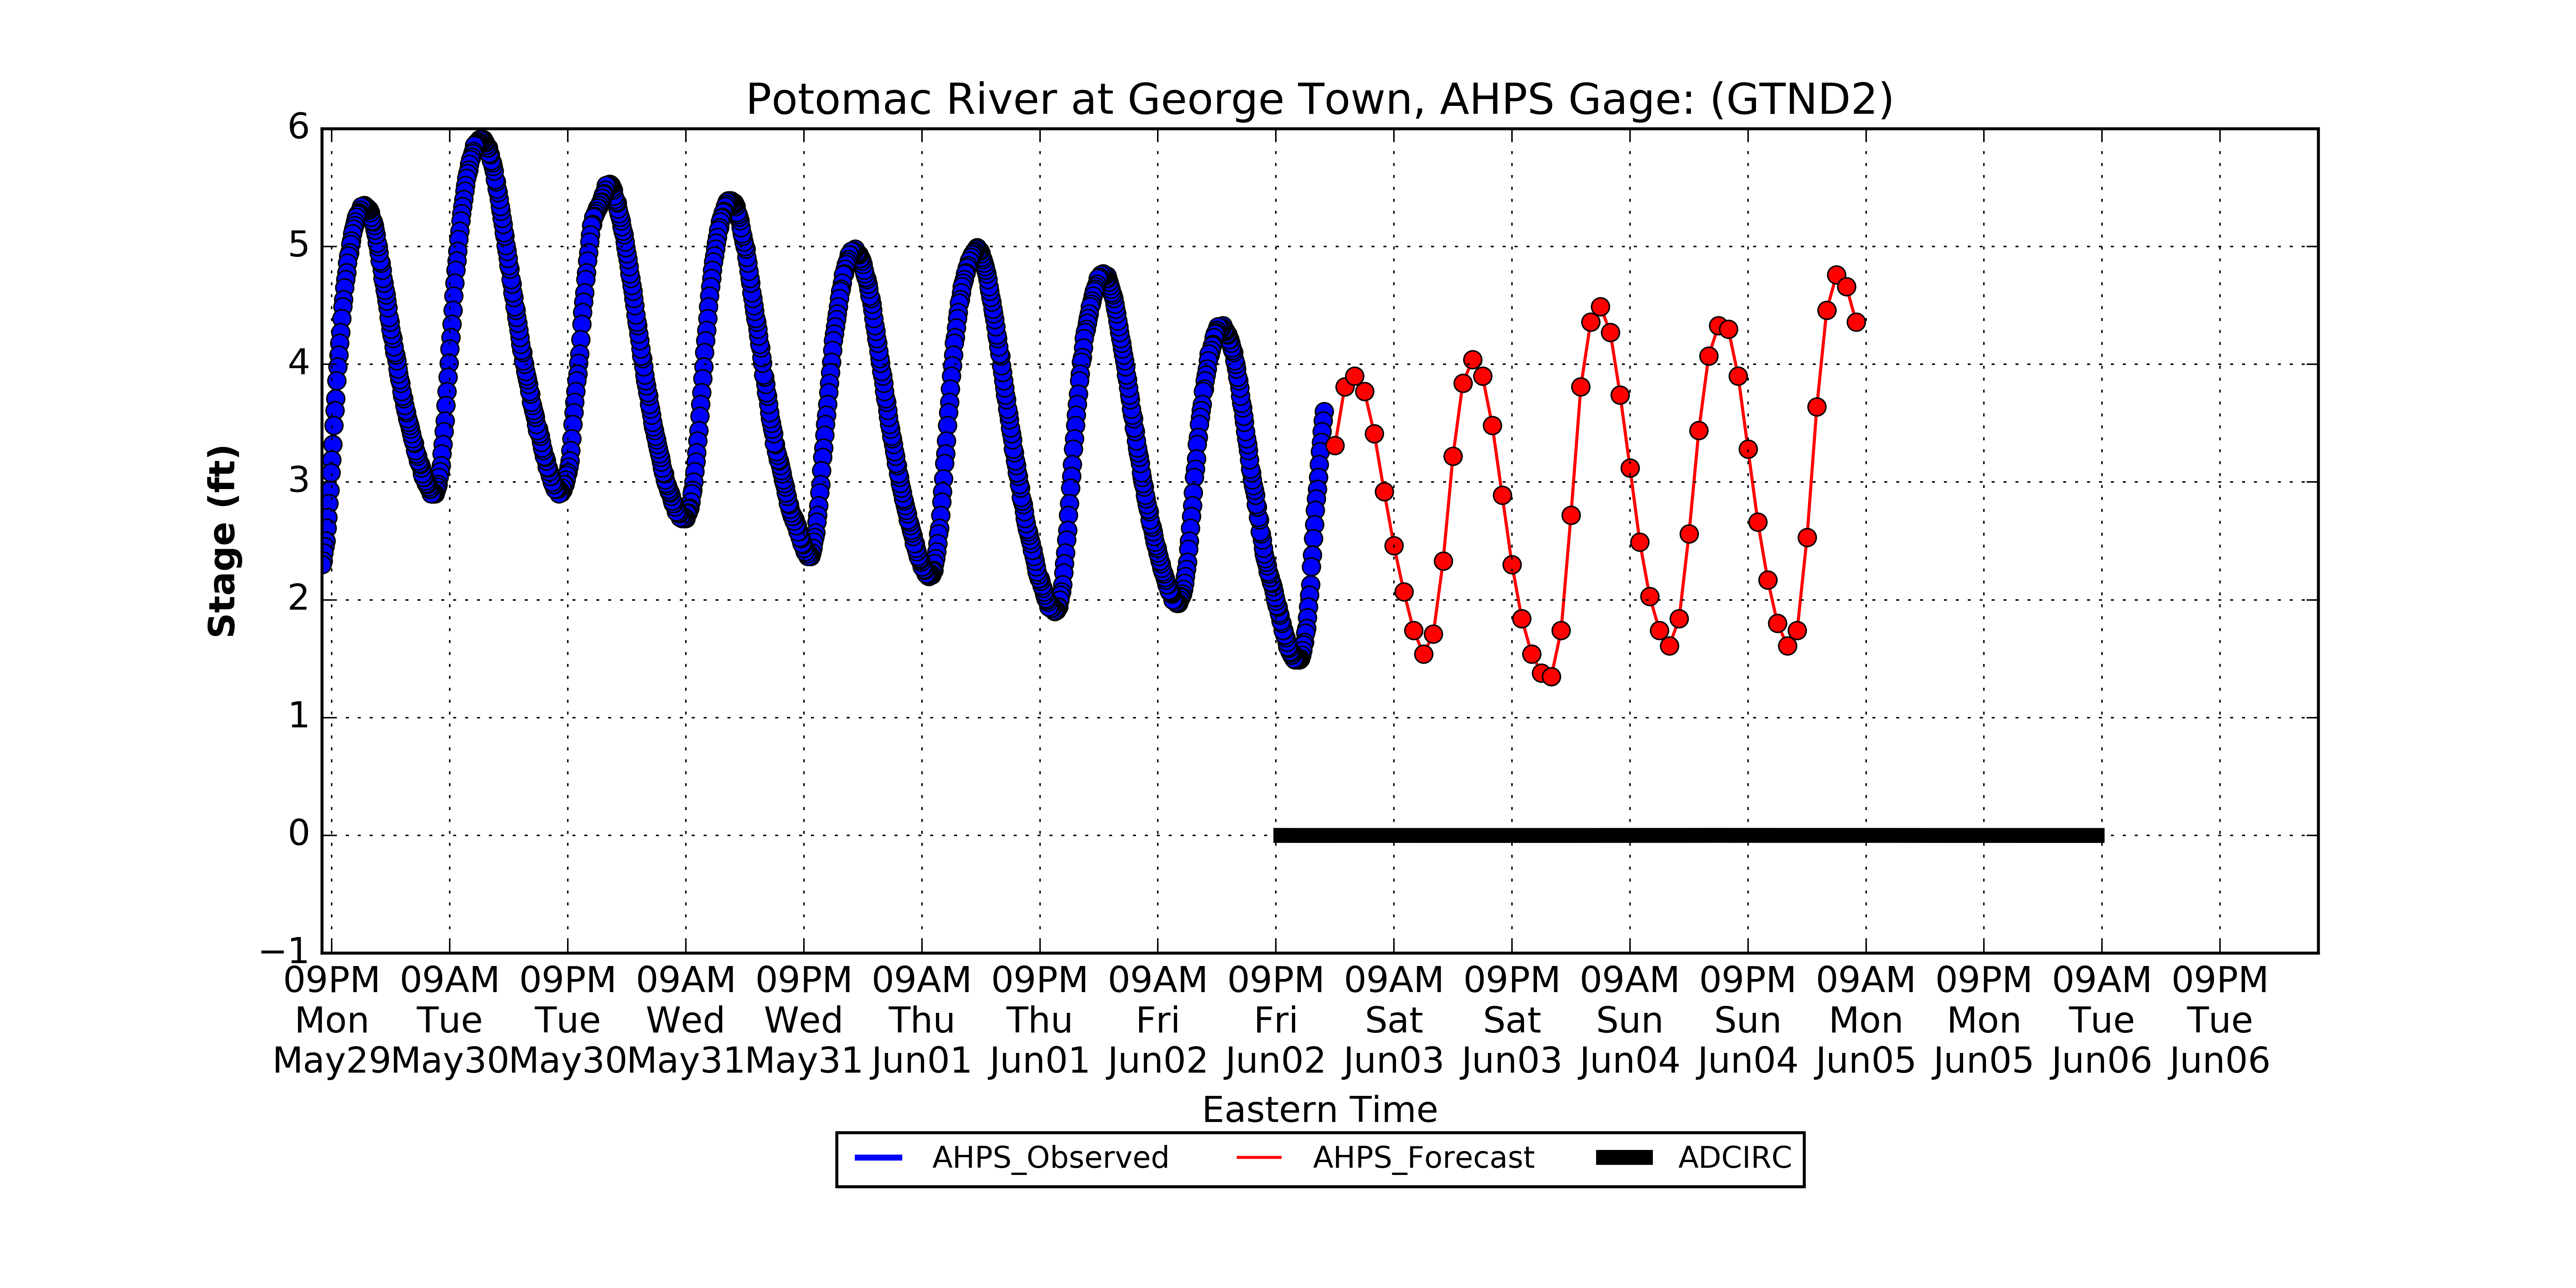 Potomac River at George Town, AHPS Gage: (GTND2)
6
5
4
3
2
1
0
−1
Stage (ft)
09PM 09AM 09PM 09AM 09PM 09AM 09PM 09AM 09PM 09AM 09PM 09AM 09PM 09AM 09PM 09AM 09PM
Mon Tue Tue Wed Wed Thu Thu Fri Fri Sat Sat Sun Sun Mon Mon Tue Tue
May29 May30 May30 May31 May31 Jun01 Jun01 Jun02 Jun02 Jun03 Jun03 Jun04 Jun04 Jun05 Jun05 Jun06 Jun06
Eastern Time
AHPS_Observed AHPS_Forecast ADCIRC